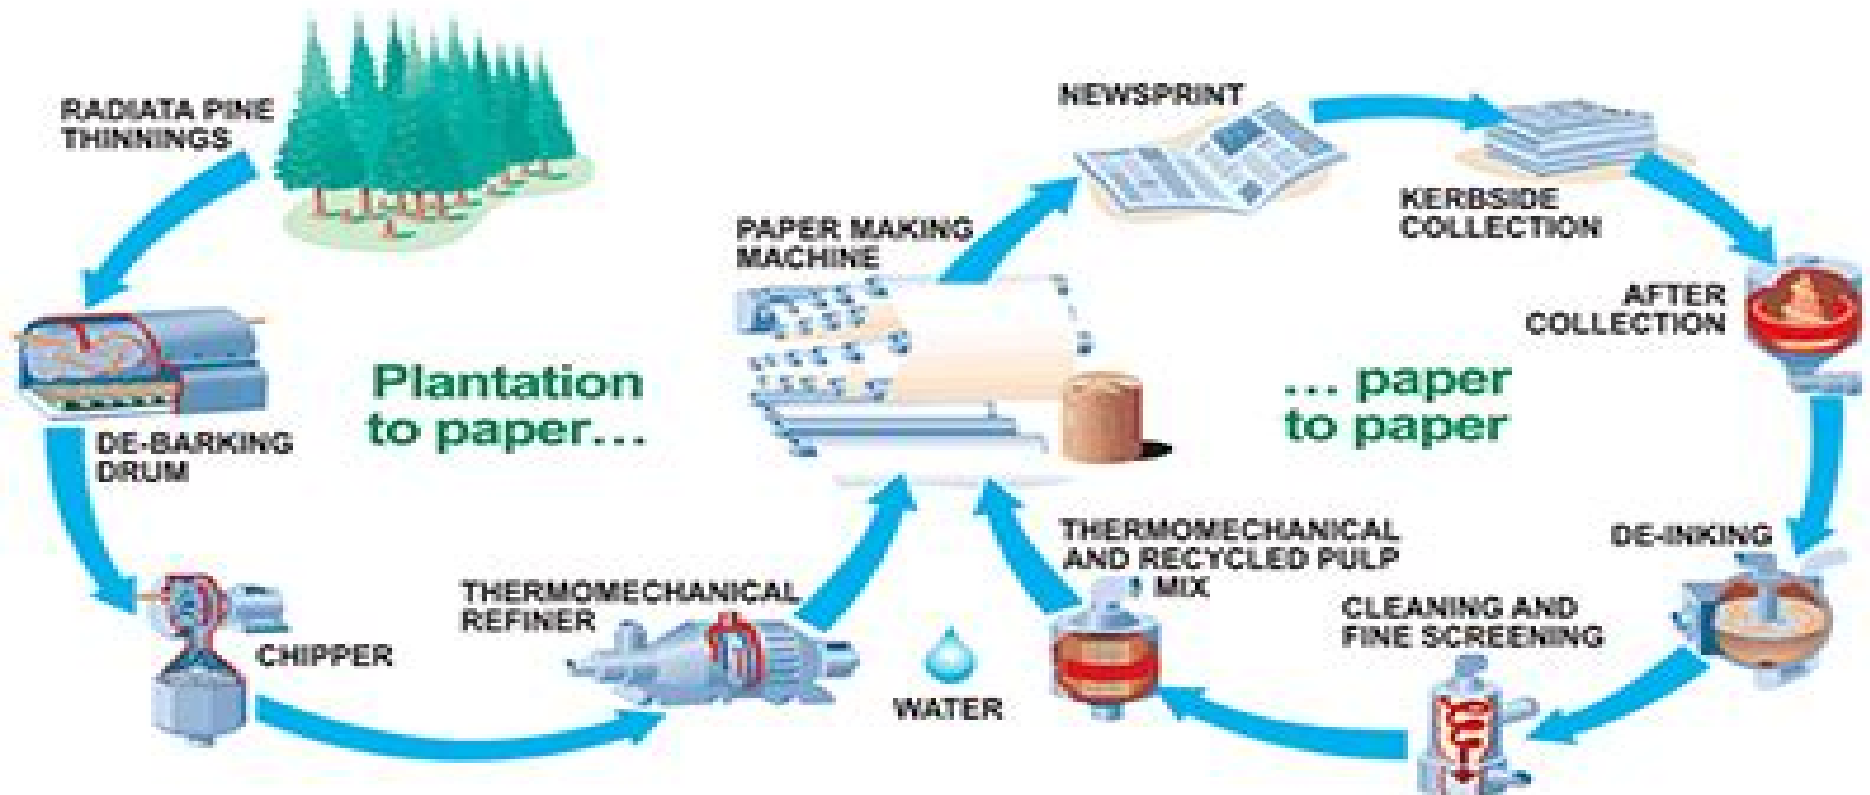 RADIATA PINE
THINNINGS
DE-BARKING
DRUM
CHIPPER
THERMOMECHANICAL
REFINER
Plantation
to paper...
WATER
PAPER MAKING
MACHINE
NEWSPRINT
KERBSIDE
COLLECTION
AFTER
COLLECTION
... paper
to paper
DE-INKING
CLEANING AND
FINE SCREENING
THERMOMECHANICAL
AND RECYCLED PULP
MIX